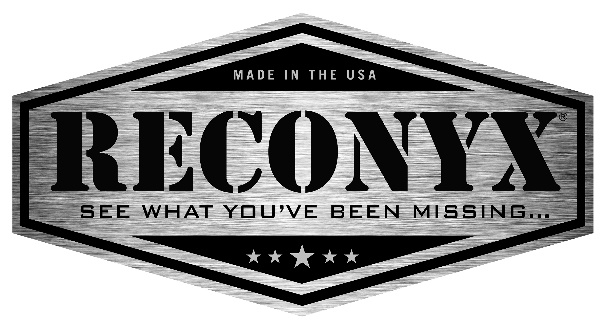 MADE IN THE USA
RECONYX®
SEE WHAT YOU'VE BEEN MISSING...